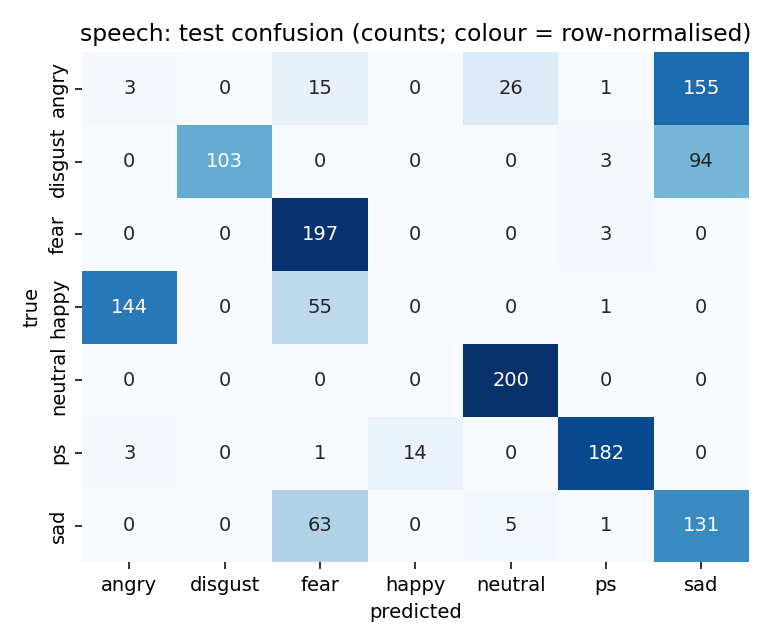 speech: test confusion (counts; colour = row-normalised)
angry 3 0 15 0 26 1 155
disgust 0 103 0 0 0 3 94
fear 0 0 197 0 0 3 0
happy 144 0 55 0 0 1 0
neutral 0 0 0 0 200 0 0
ps 3 0 1 14 0 182 0
sad 0 0 63 0 5 1 131
true
angry disgust fear happy neutral ps sad
predicted